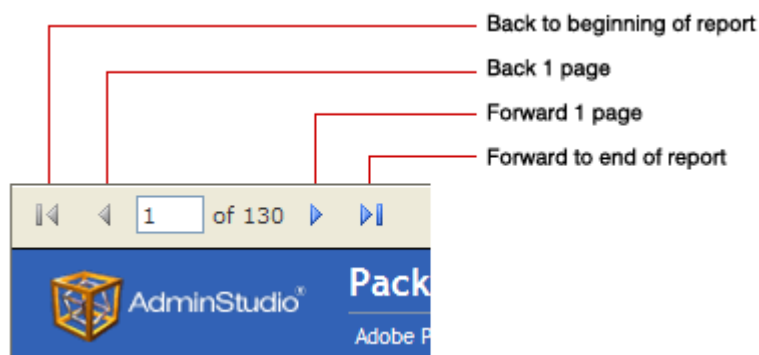 Back to beginning of report
Back 1 page
Forward 1 page
Forward to end of report
1 of 130
AdminStudio®
Pack
Adobe P